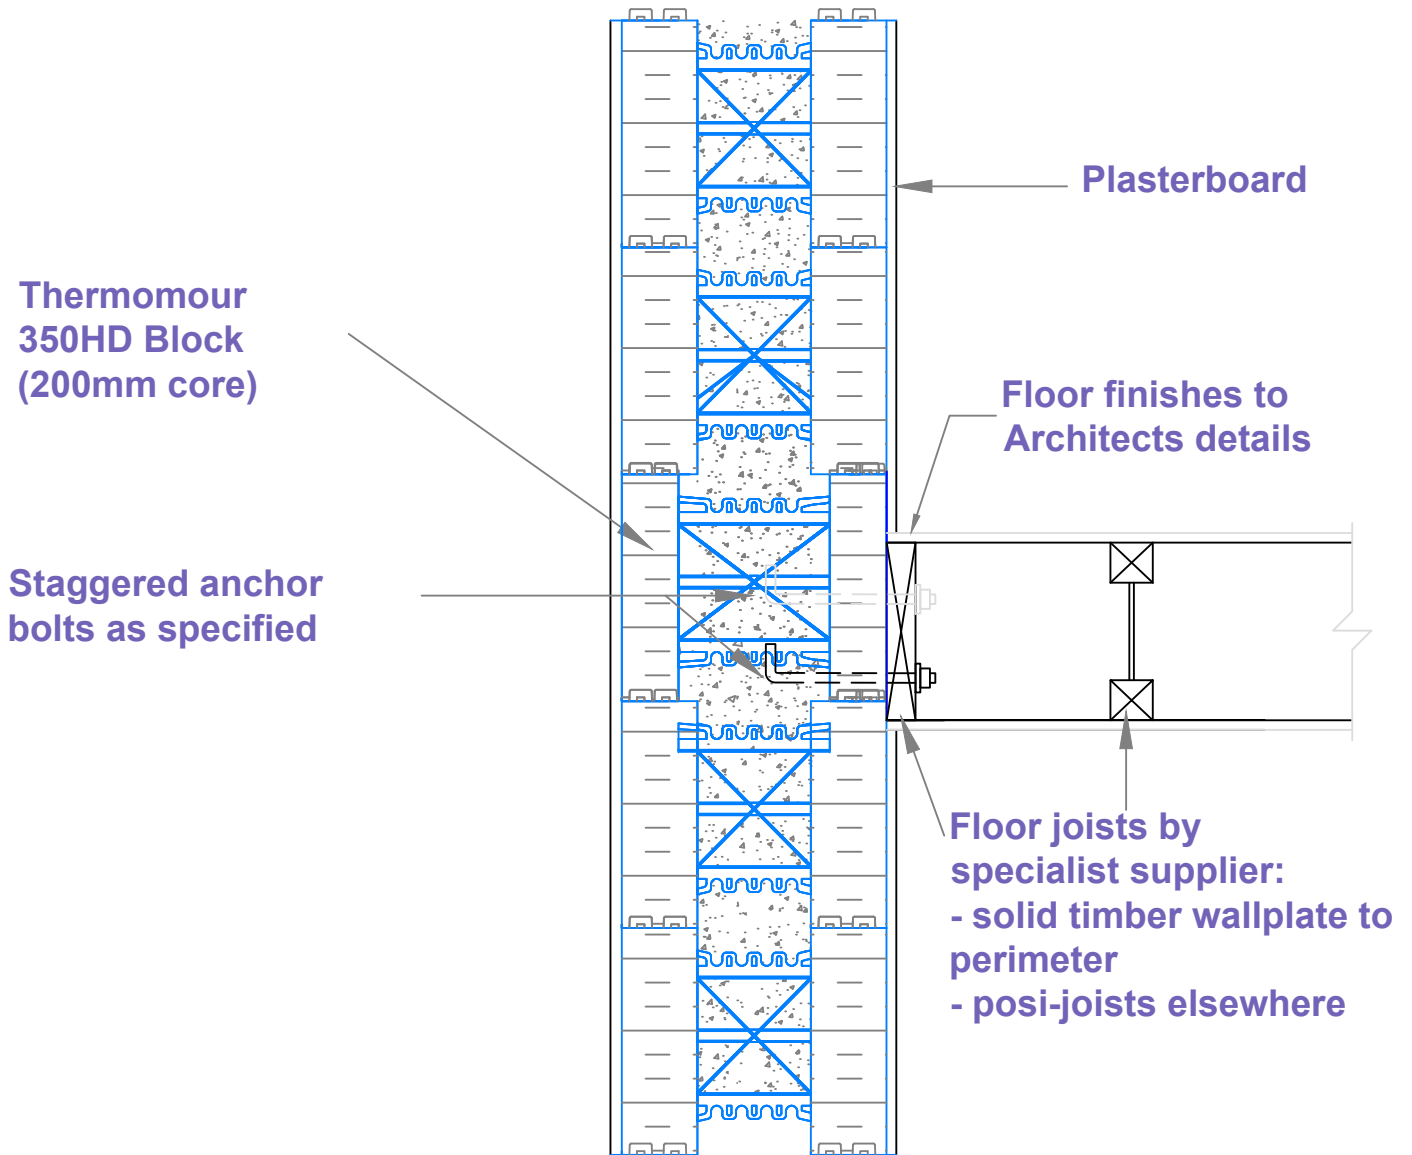 Plasterboard
Thermomour
350HD Block
(200mm core)
Floor finishes to
Architects details
Staggered anchor
bolts as specified
Floor joists by
specialist supplier:
- solid timber wallplate to
perimeter
- posi-joists elsewhere